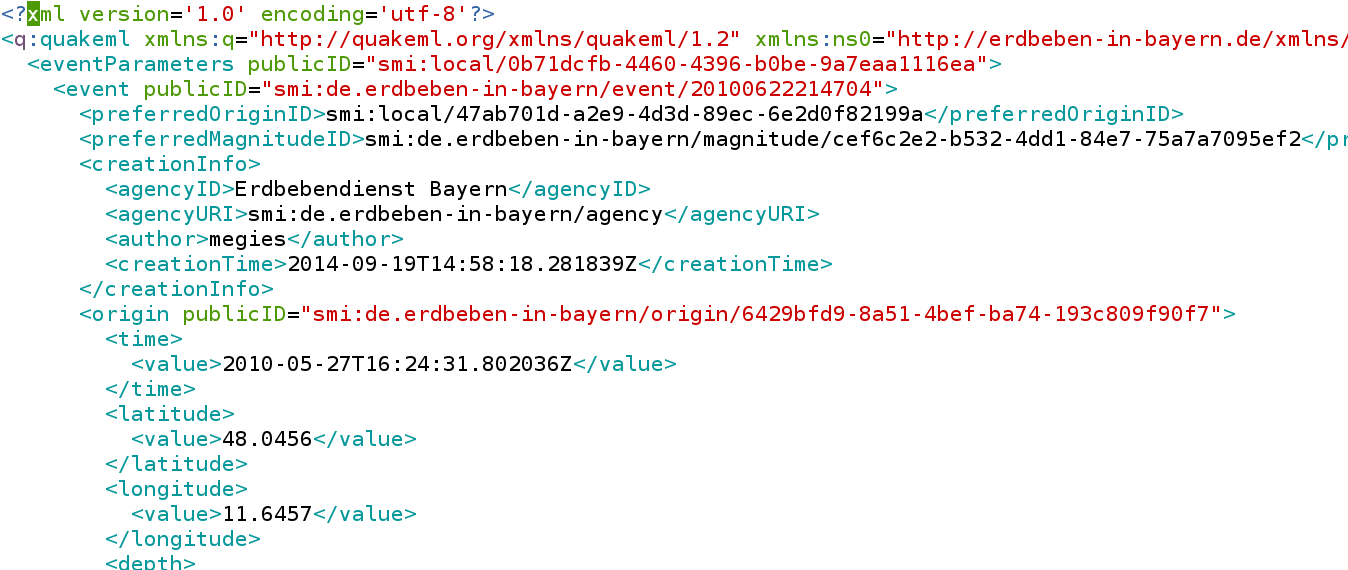 <?xml version='1.0' encoding='utf-8'?>
<q:quakeml xmlns:q="http://quakeml.org/xmlns/quakeml/1.2" xmlns:ns0="http://erdbeben-in-bayern.de/xmlns/
  <eventParameters publicID="smi:local/0b71dcfb-4460-4396-b0be-9a7eaa1116ea">
    <event publicID="smi:de.erdbeben-in-bayern/event/20100622214704">
      <preferredOriginID>smi:local/47ab701d-a2e9-4d3d-89ec-6e2d0f82199a</preferredOriginID>
      <preferredMagnitudeID>smi:de.erdbeben-in-bayern/magnitude/cef6c2e2-b532-4dd1-84e7-75a7a7095ef2</pr
      <creationInfo>
        <agencyID>Erdbebendienst Bayern</agencyID>
        <agencyURI>smi:de.erdbeben-in-bayern/agency</agencyURI>
        <author>megies</author>
        <creationTime>2014-09-19T14:58:18.281839Z</creationTime>
      </creationInfo>
      <origin publicID="smi:de.erdbeben-in-bayern/origin/6429bfd9-8a51-4bef-ba74-193c809f90f7">
        <time>
          <value>2010-05-27T16:24:31.802036Z</value>
        </time>
        <latitude>
          <value>48.0456</value>
        </latitude>
        <longitude>
          <value>11.6457</value>
        </longitude>
        <depth>